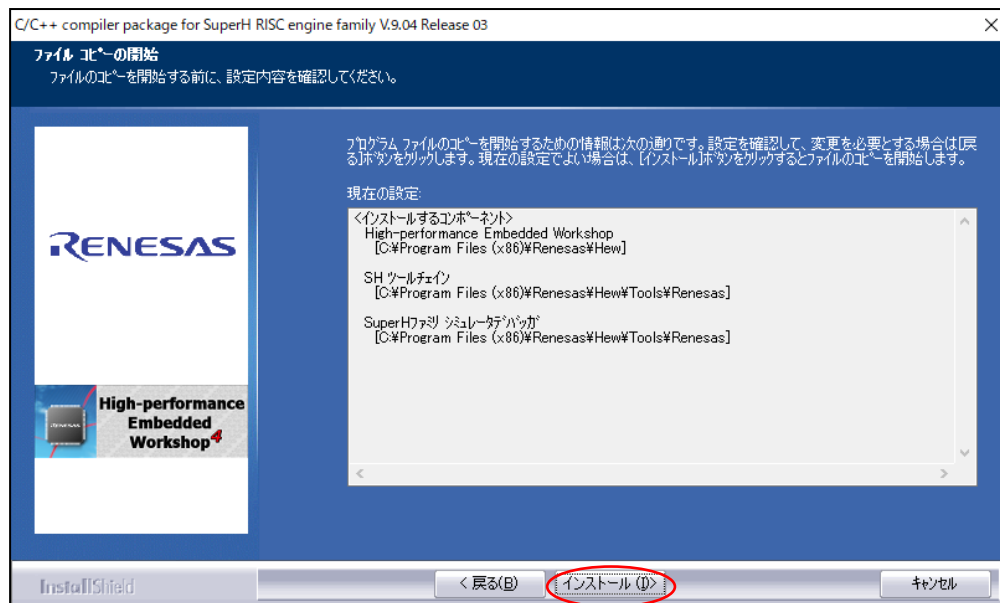 C/C++ compiler package for SuperH RISC engine family V.9.04 Release 03
ファイル コピーの開始
ファイルのコピーを開始する前に、設定内容を確認してください。
プログラム ファイルのコピーを開始するための情報は次の通りです。設定を確認して、変更を必要とする場合は[戻
る]ボタンをクリックします。現在の設定でよい場合は、[インストール]ボタンをクリックするとファイルのコピーを開始します。
現在の設定:
<インストールするコンポーネント>
High-performance Embedded Workshop
[C:¥Program Files (x86)¥Renesas¥Hew]
SH ツールチェイン
[C:¥Program Files (x86)¥Renesas¥Hew¥Tools¥Renesas]
SuperHファミリ シミュレータデバッガ
[C:¥Program Files (x86)¥Renesas¥Hew¥Tools¥Renesas]
RENESAS
RENESAS
High-performance
Embedded
Workshop4
InstallShield
< 戻る(B)
インストール (I)>
キャンセル